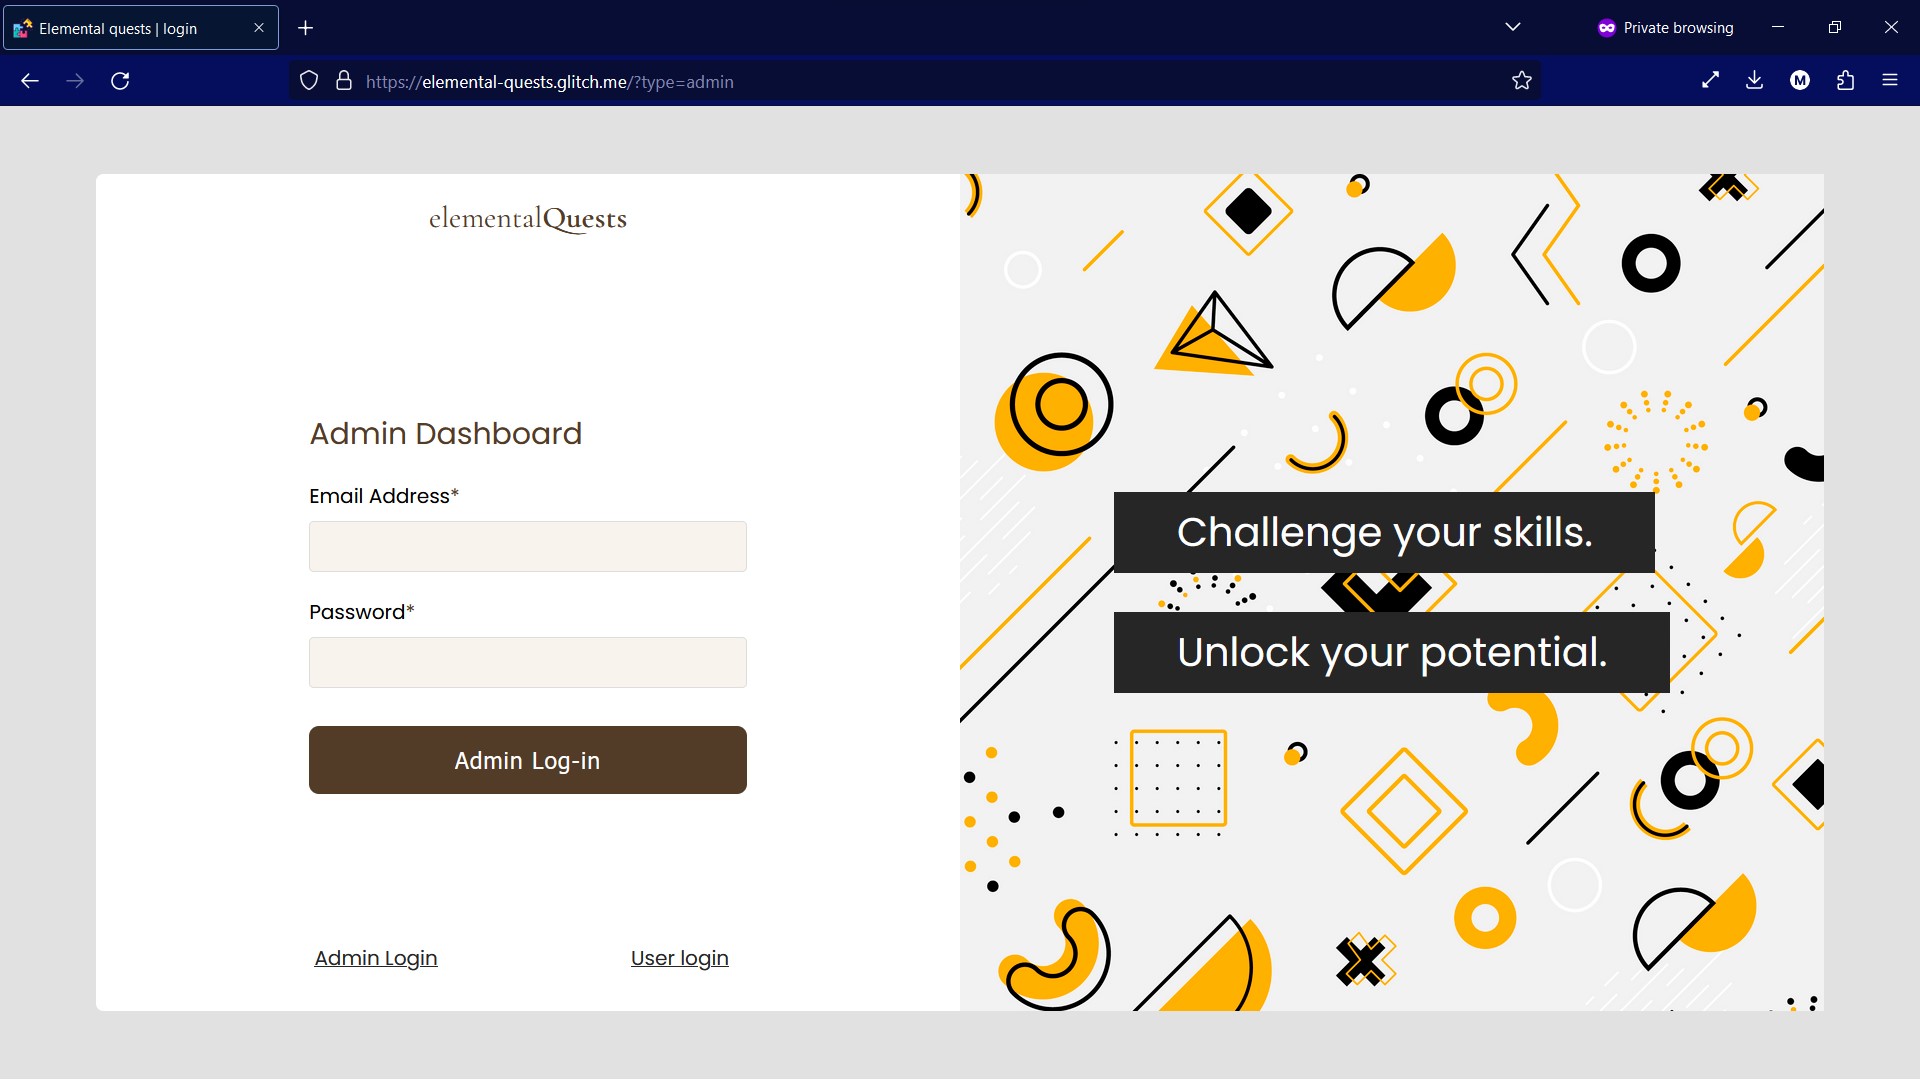 Elemental quests | login
Private browsing
https://elemental-quests.glitch.me/?type=admin
M
elementalQuests
Admin Dashboard
Email Address*
Password*
Admin Log-in
Admin Login
User login
Challenge your skills.
Unlock your potential.